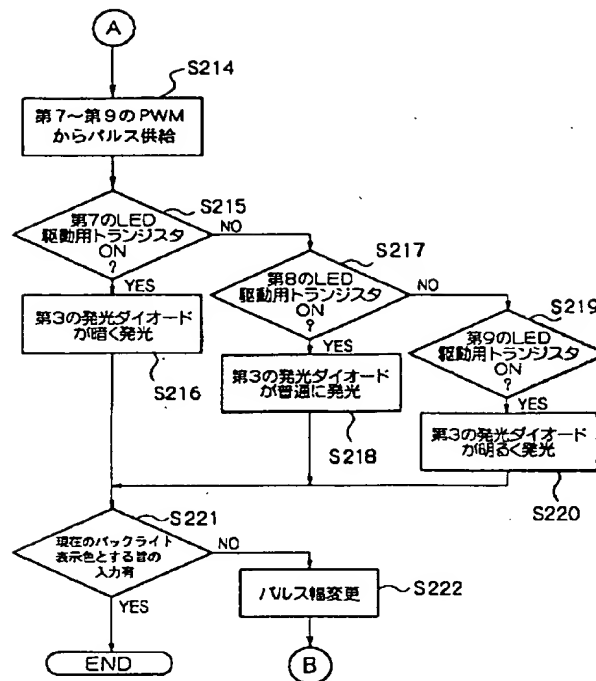 A
S214
第7～第9のPWM
からパルス供給
S215
第7のLED
駆動用トランジスタ
ON
?
NO
YES
S217
第8のLED
駆動用トランジスタ
ON
?
NO
YES
S219
第9のLED
駆動用トランジスタ
ON
?
YES
第3の発光ダイオード
が暗く発光
S216
第3の発光ダイオード
が普通に発光
S218
第3の発光ダイオード
が明るく発光
S220
S221
現在のバックライト
表示色とする旨の
入力有
NO
YES
パルス幅変更
S222
END
B